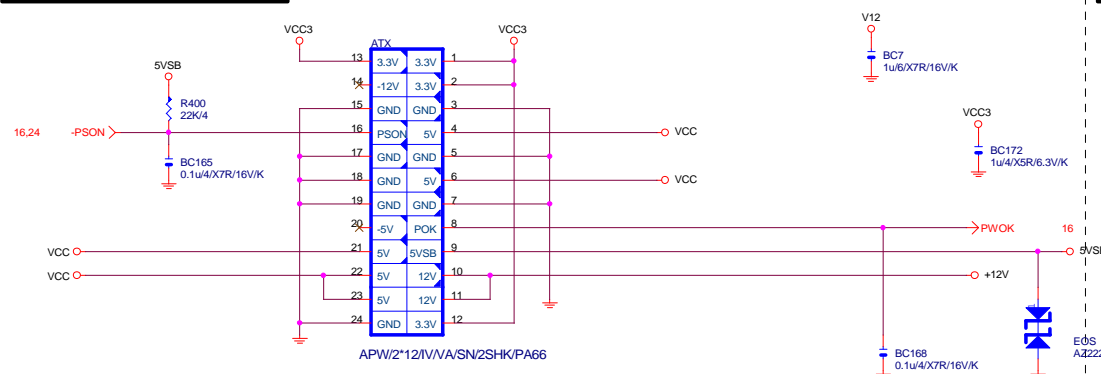 V12
BC7
1u/6/X7R/16V/K
VCC3
VCC3
ATX
5VSB
R400
22K/4
16,24 -PSON
BC165
0.1u/4/X7R/16V/K
13 3.3V 3.3V 1
14 -12V 3.3V 2
15 GND GND 3
16 PSON 5V 4 VCC
17 GND GND 5
18 GND 5V 6 VCC
19 GND GND 7
20 -5V POK 8 PWOK 16
VCC 21 5V 5VSB 9
VCC 22 5V 12V 10 +12V
23 5V 12V 11
24 GND 3.3V 12
APW/2*12/IV/VA/SN/2SHK/PA66
VCC3
BC172
1u/4/X5R/6.3V/K
BC168
0.1u/4/X7R/16V/K
EOS